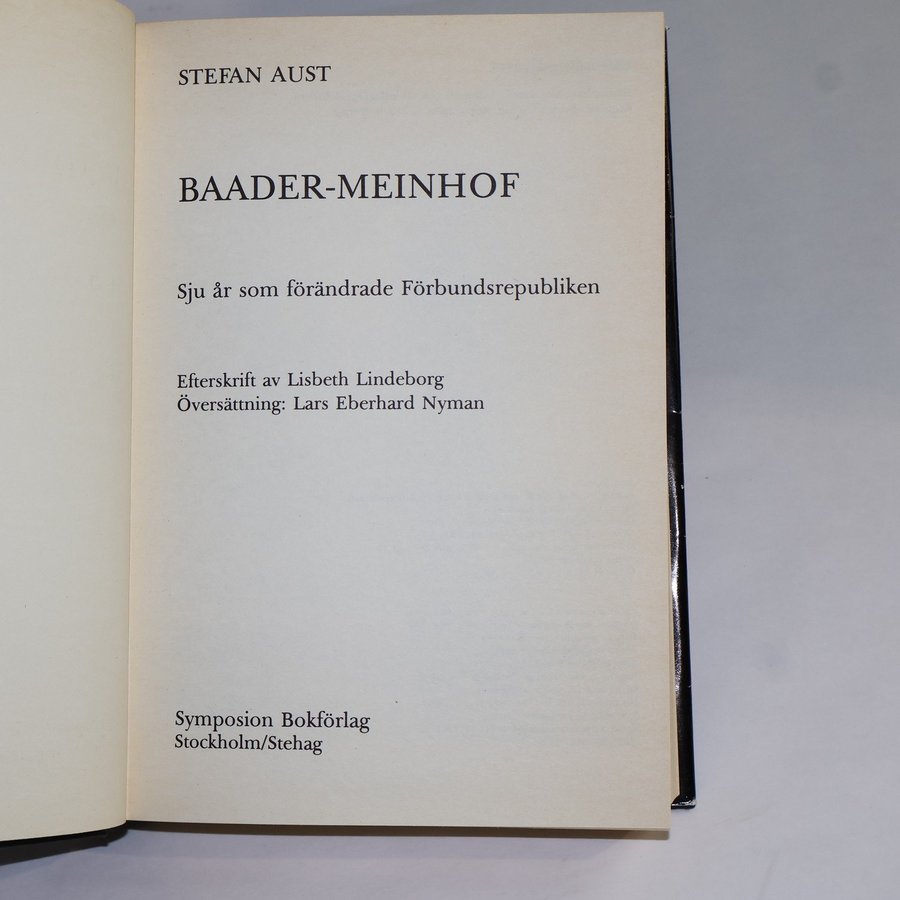 STEFAN AUST
BAADER-MEINHOF
Sju år som förändrade Förbundsrepubliken
Efterskrift av Lisbeth Lindeborg
Översättning: Lars Eberhard Nyman
Symposion Bokförlag
Stockholm/Stehag